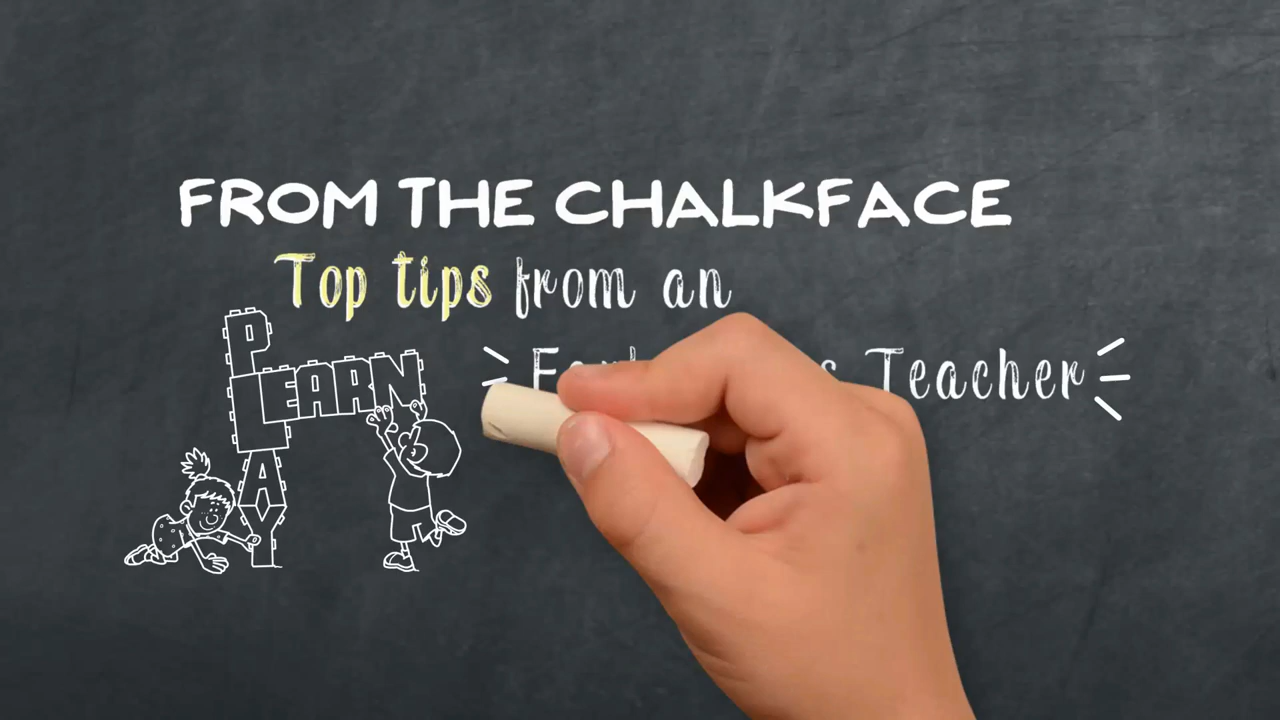 FROM THE CHALKFACE
Top tips from an
Teacher
PLAY
LEARN